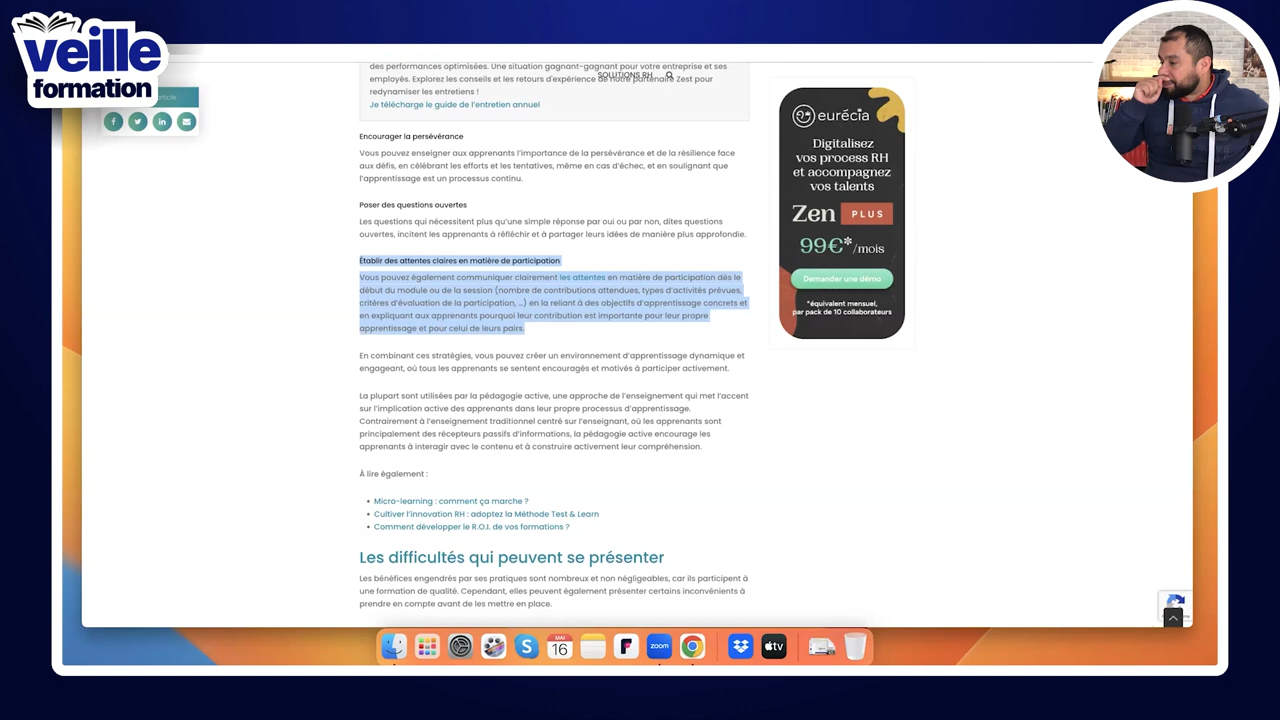 veille
formation
article
SOLUTIONS RH
des performances optimisées. Une situation gagnant-gagnant pour votre entreprise et ses
employés. Explorez les conseils et les retours d'expérience de notre partenaire Zest pour
redynamiser les entretiens !
Je télécharge le guide de l'entretien annuel
Encourager la persévérance
Vous pouvez enseigner aux apprenants l'importance de la persévérance et de la résilience face
aux défis, en célébrant les efforts et les tentatives, même en cas d'échec, et en soulignant que
l'apprentissage est un processus continu.
Poser des questions ouvertes
Les questions qui nécessitent plus qu'une simple réponse par oui ou par non, dites questions
ouvertes, incitent les apprenants à réfléchir et à partager leurs idées de manière plus approfondie.
Établir des attentes claires en matière de participation
Vous pouvez également communiquer clairement les attentes en matière de participation dès le
début du module ou de la session (nombre de contributions attendues, types d'activités prévues,
critères d'évaluation de la participation, ...) en la reliant à des objectifs d'apprentissage concrets et
en expliquant aux apprenants pourquoi leur contribution est importante pour leur propre
apprentissage et pour celui de leurs pairs.
En combinant ces stratégies, vous pouvez créer un environnement d'apprentissage dynamique et
engageant, où tous les apprenants se sentent encouragés et motivés à participer activement.
La plupart sont utilisées par la pédagogie active, une approche de l'enseignement qui met l'accent
sur l'implication active des apprenants dans leur propre processus d'apprentissage.
Contrairement à l'enseignement traditionnel centré sur l'enseignant, où les apprenants sont
principalement des récepteurs passifs d'informations, la pédagogie active encourage les
apprenants à interagir avec le contenu et à construire activement leur compréhension.
À lire également :
• Micro-learning : comment ça marche ?
• Cultiver l'innovation RH : adoptez la Méthode Test & Learn
• Comment développer le R.O.I. de vos formations ?
Les difficultés qui peuvent se présenter
Les bénéfices engendrés par ses pratiques sont nombreux et non négligeables, car ils participent à
une formation de qualité. Cependant, elles peuvent également présenter certains inconvénients à
prendre en compte avant de les mettre en place.
eurécia
Digitalisez
vos process RH
et accompagnez
vos talents
Zen PLUS
99€*/mois
Demander une démo
*équivalent mensuel,
par pack de 10 collaborateurs
MAI
16
zoom
tv